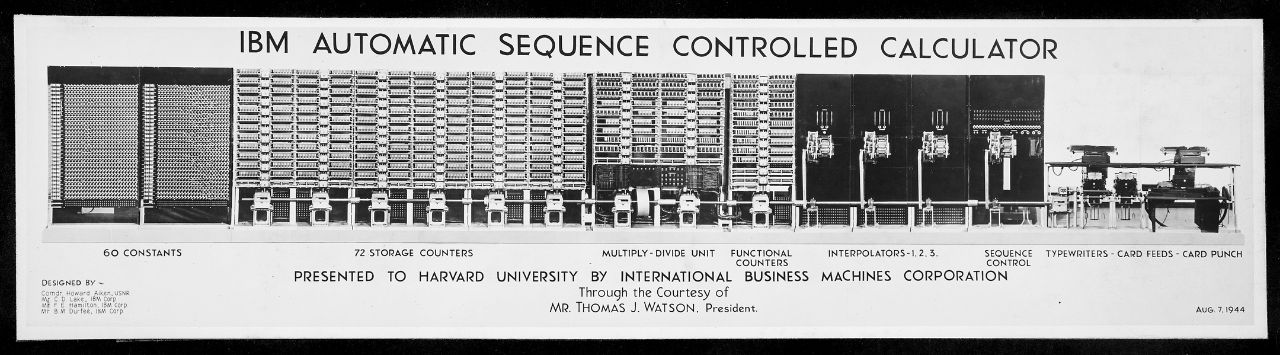 IBM AUTOMATIC SEQUENCE CONTROLLED CALCULATOR
60 CONSTANTS
72 STORAGE COUNTERS
MULTIPLY-DIVIDE UNIT
FUNCTIONAL
COUNTERS
INTERPOLATORS-1, 2, 3.
SEQUENCE
CONTROL
TYPEWRITERS - CARD FEEDS - CARD PUNCH
PRESENTED TO HARVARD UNIVERSITY BY INTERNATIONAL BUSINESS MACHINES CORPORATION
Through the Courtesy of
MR. THOMAS J. WATSON, President.
DESIGNED BY ~
Comdr. Howard Aiken, USNR
Mr. C. D. Lake, IBM Corp.
Mr. F. E. Hamilton, IBM Corp.
Mr. B. M. Durfee, IBM Corp.
AUG. 7, 1944